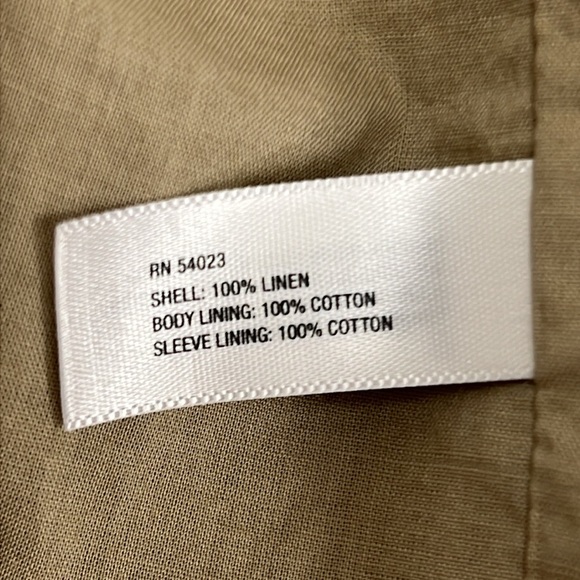 RN 54023
SHELL: 100% LINEN
BODY LINING: 100% COTTON
SLEEVE LINING: 100% COTTON